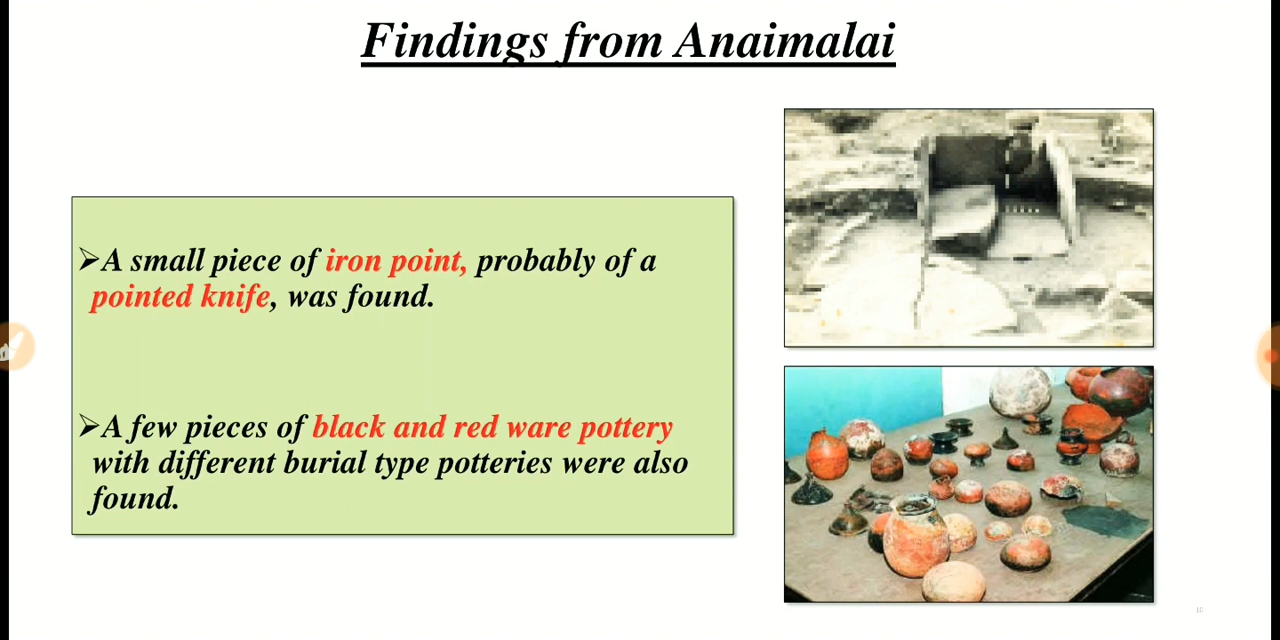 Findings from Anaimalai
➢A small piece of iron point, probably of a
pointed knife, was found.
➢A few pieces of black and red ware pottery
with different burial type potteries were also
found.